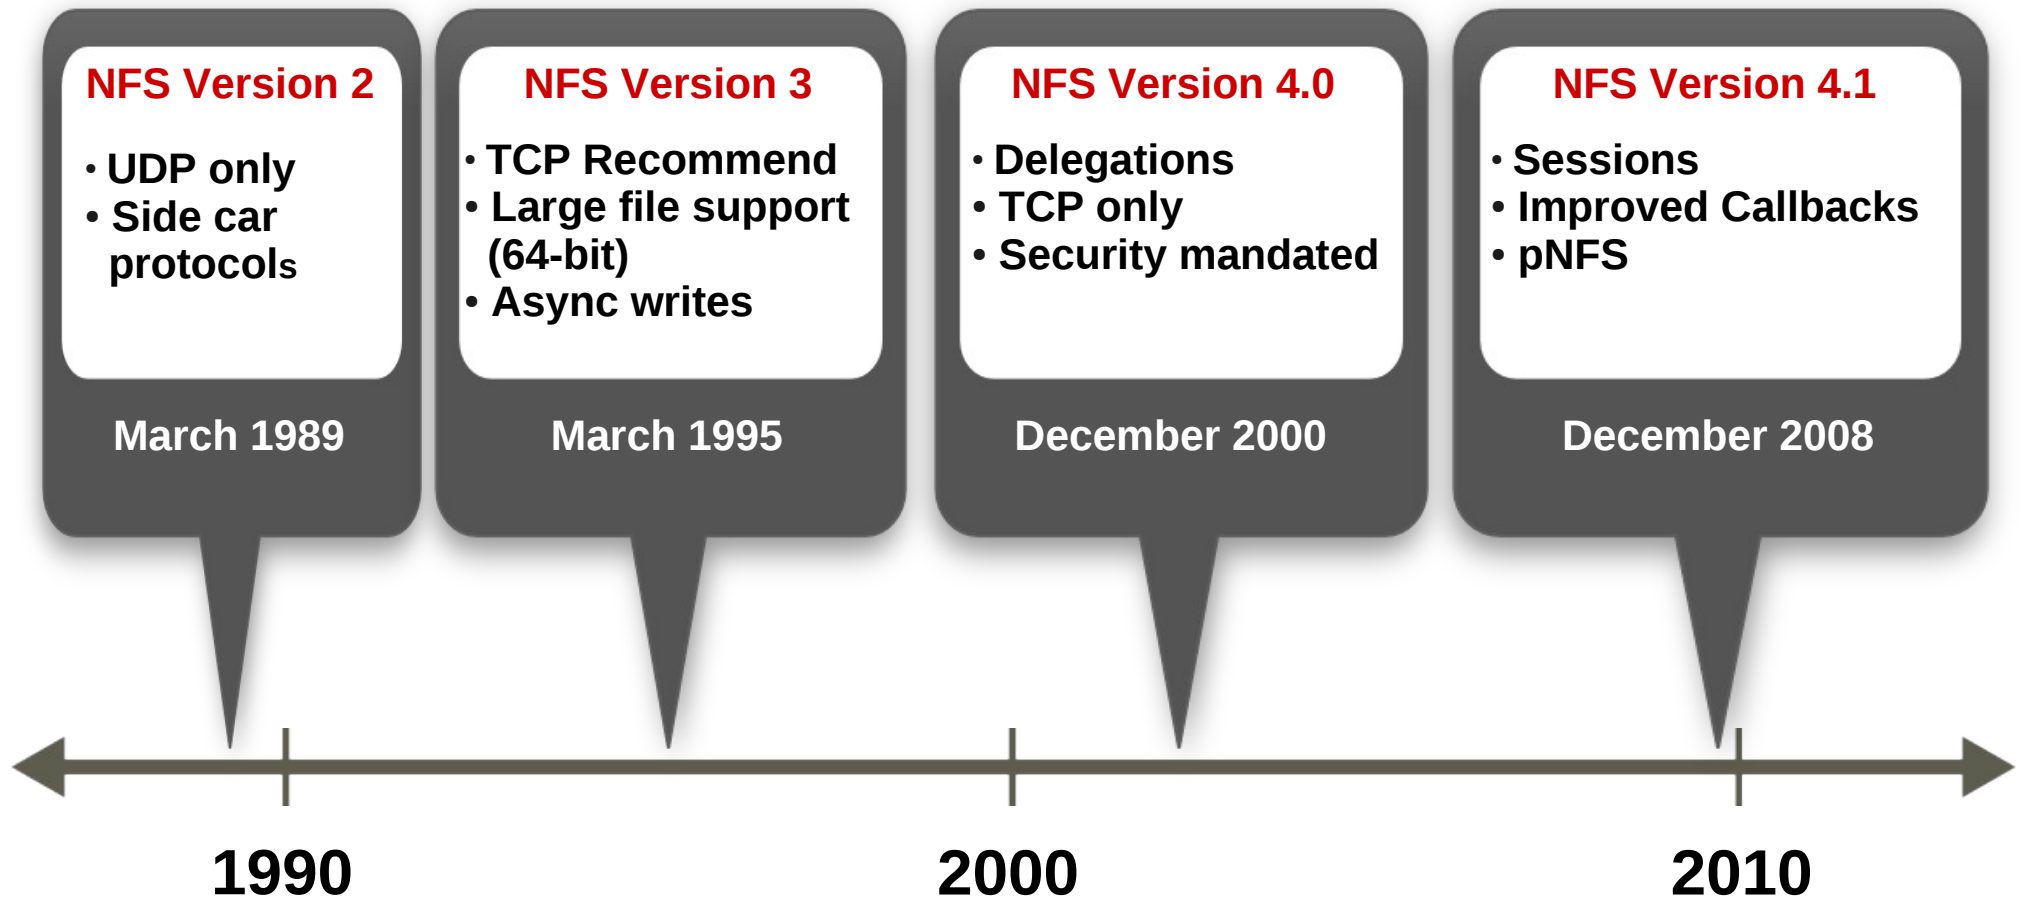 NFS Version 2
• UDP only
• Side car
protocols
March 1989
NFS Version 3
• TCP Recommend
• Large file support
(64-bit)
• Async writes
March 1995
NFS Version 4.0
• Delegations
• TCP only
• Security mandated
December 2000
NFS Version 4.1
• Sessions
• Improved Callbacks
• pNFS
December 2008
1990
2000
2010